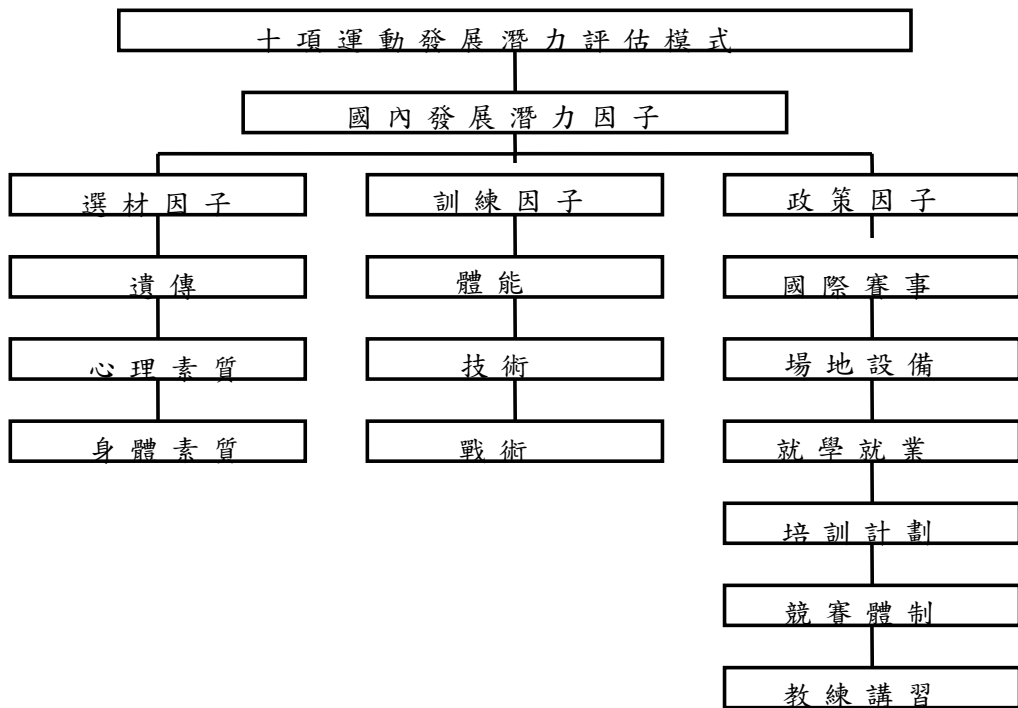 十項運動發展潛力評估模式
國內發展潛力因子
選材因子
訓練因子
政策因子
遺傳
體能
國際賽事
心理素質
技術
場地設備
身體素質
戰術
就學就業
培訓計劃
競賽體制
教練講習